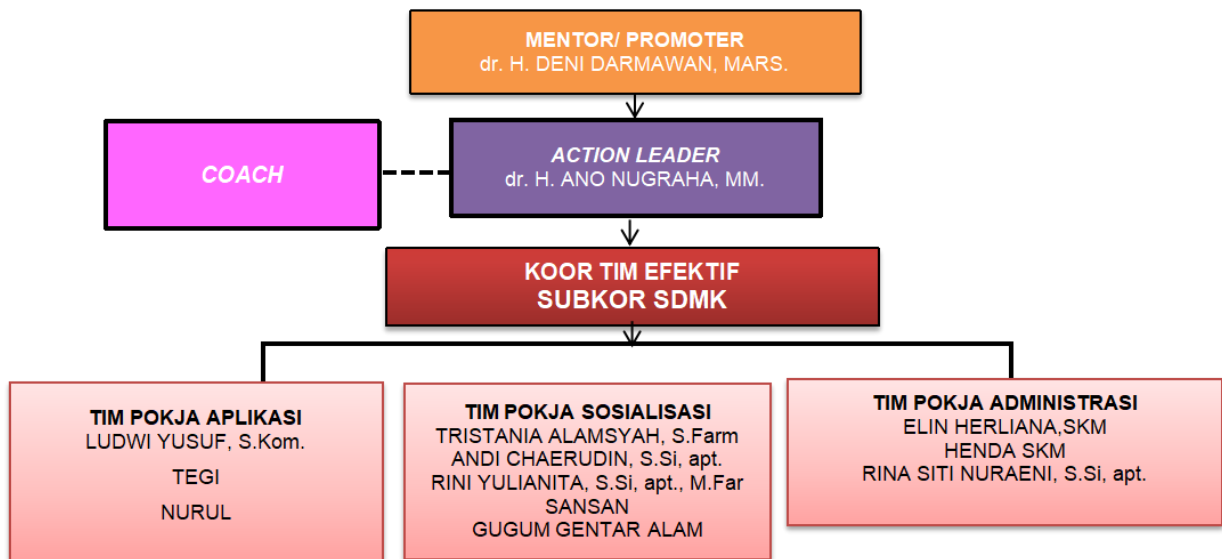 MENTOR/ PROMOTER
dr. H. DENI DARMAWAN, MARS.
COACH
ACTION LEADER
dr. H. ANO NUGRAHA, MM.
KOOR TIM EFEKTIF
SUBKOR SDMK
TIM POKJA APLIKASI
LUDWI YUSUF, S.Kom.
TEGI
NURUL
TIM POKJA SOSIALISASI
TRISTANIA ALAMSYAH, S.Farm
ANDI CHAERUDIN, S.Si, apt.
RINI YULIANITA, S.Si, apt., M.Far
SANSAN
GUGUM GENTAR ALAM
TIM POKJA ADMINISTRASI
ELIN HERLIANA,SKM
HENDA SKM
RINA SITI NURAENI, S.Si, apt.